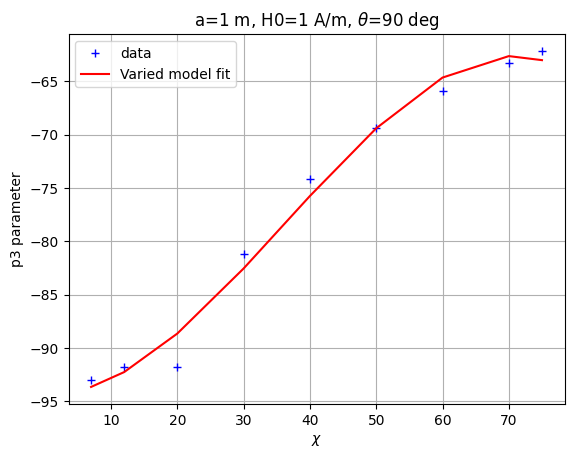 a=1 m, H0=1 A/m, θ=90 deg
data
Varied model fit
p3 parameter
−65
−70
−75
−80
−85
−90
−95
10 20 30 40 50 60 70
χ